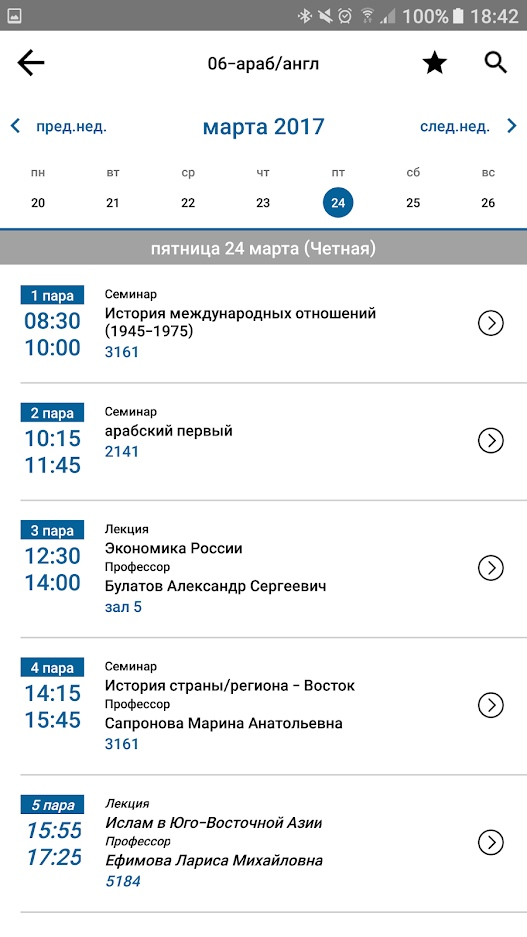 100% 18:42
06-араб/англ
пред.нед. марта 2017 след.нед.
пн вт ср чт пт сб вс
20 21 22 23 24 25 26
пятница 24 марта (Четная)
1 пара
08:30
10:00
Семинар
История международных отношений
(1945-1975)
3161
2 пара
10:15
11:45
Семинар
арабский первый
2141
3 пара
12:30
14:00
Лекция
Экономика России
Профессор
Булатов Александр Сергеевич
зал 5
4 пара
14:15
15:45
Семинар
История страны/региона - Восток
Профессор
Сапронова Марина Анатольевна
3161
5 пара
15:55
17:25
Лекция
Ислам в Юго-Восточной Азии
Профессор
Ефимова Лариса Михайловна
5184